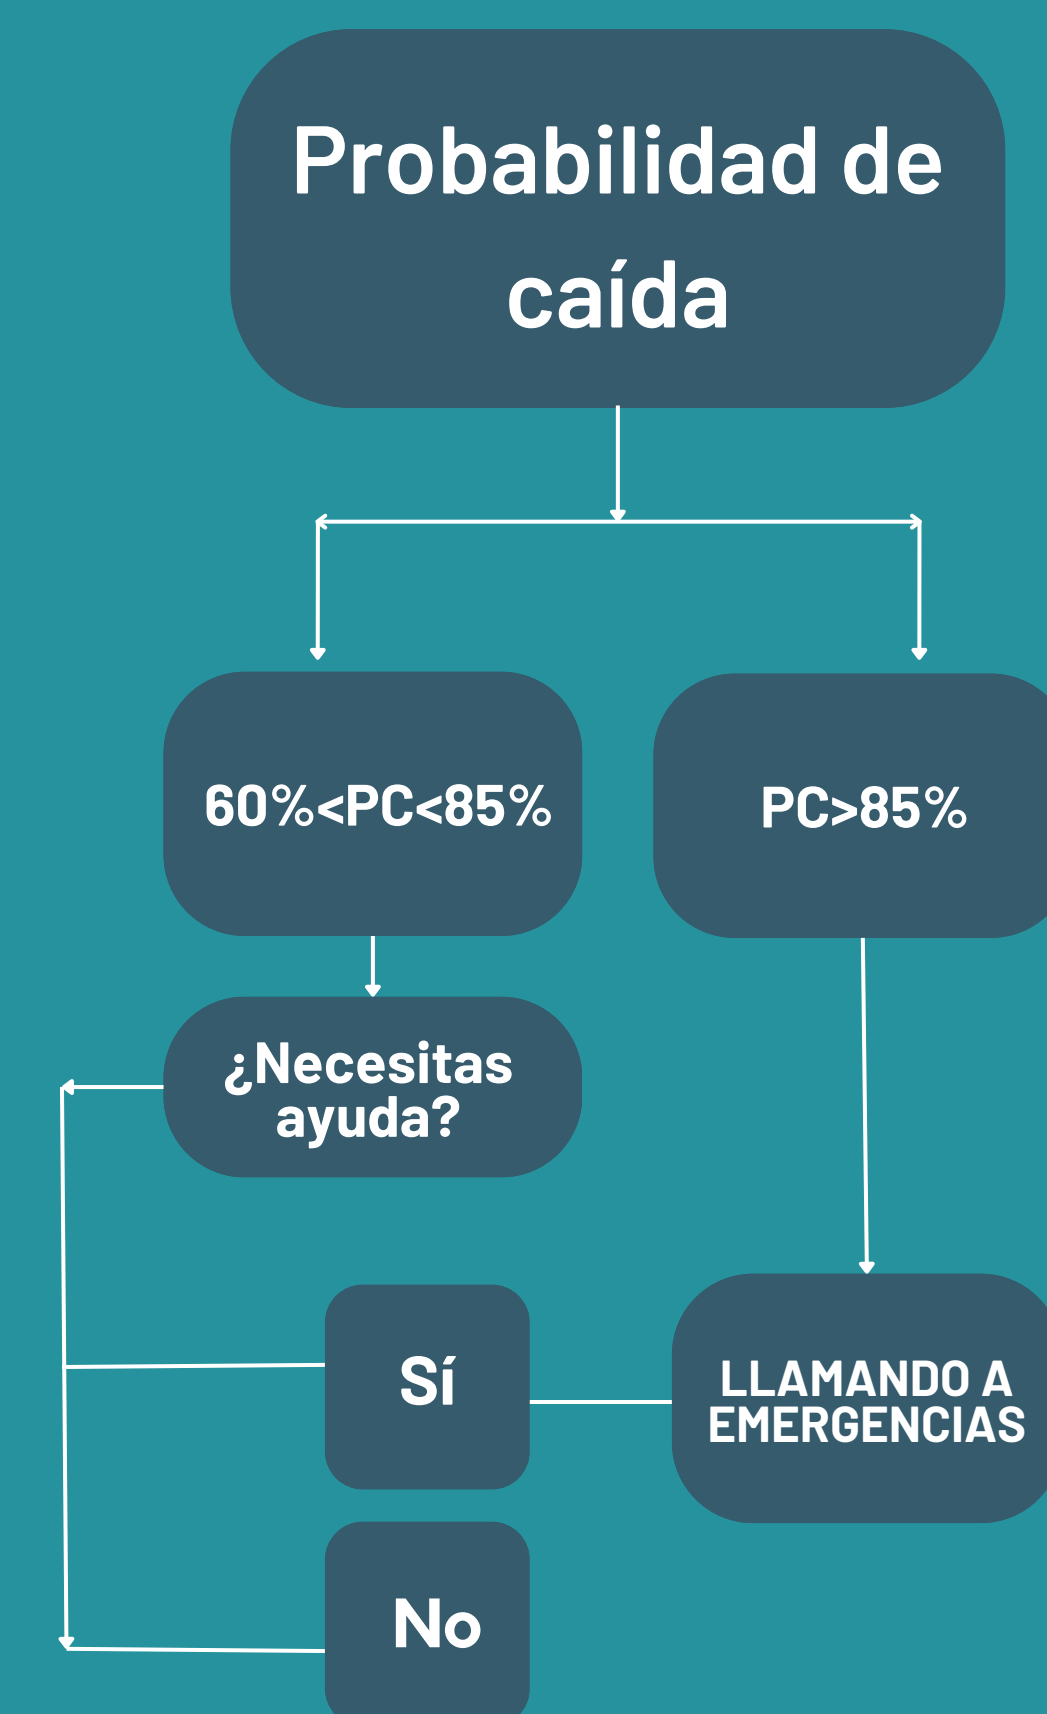 Probabilidad de
caída
60%<PC<85%
PC>85%
¿Necesitas
ayuda?
Sí
LLAMANDO A
EMERGENCIAS
No